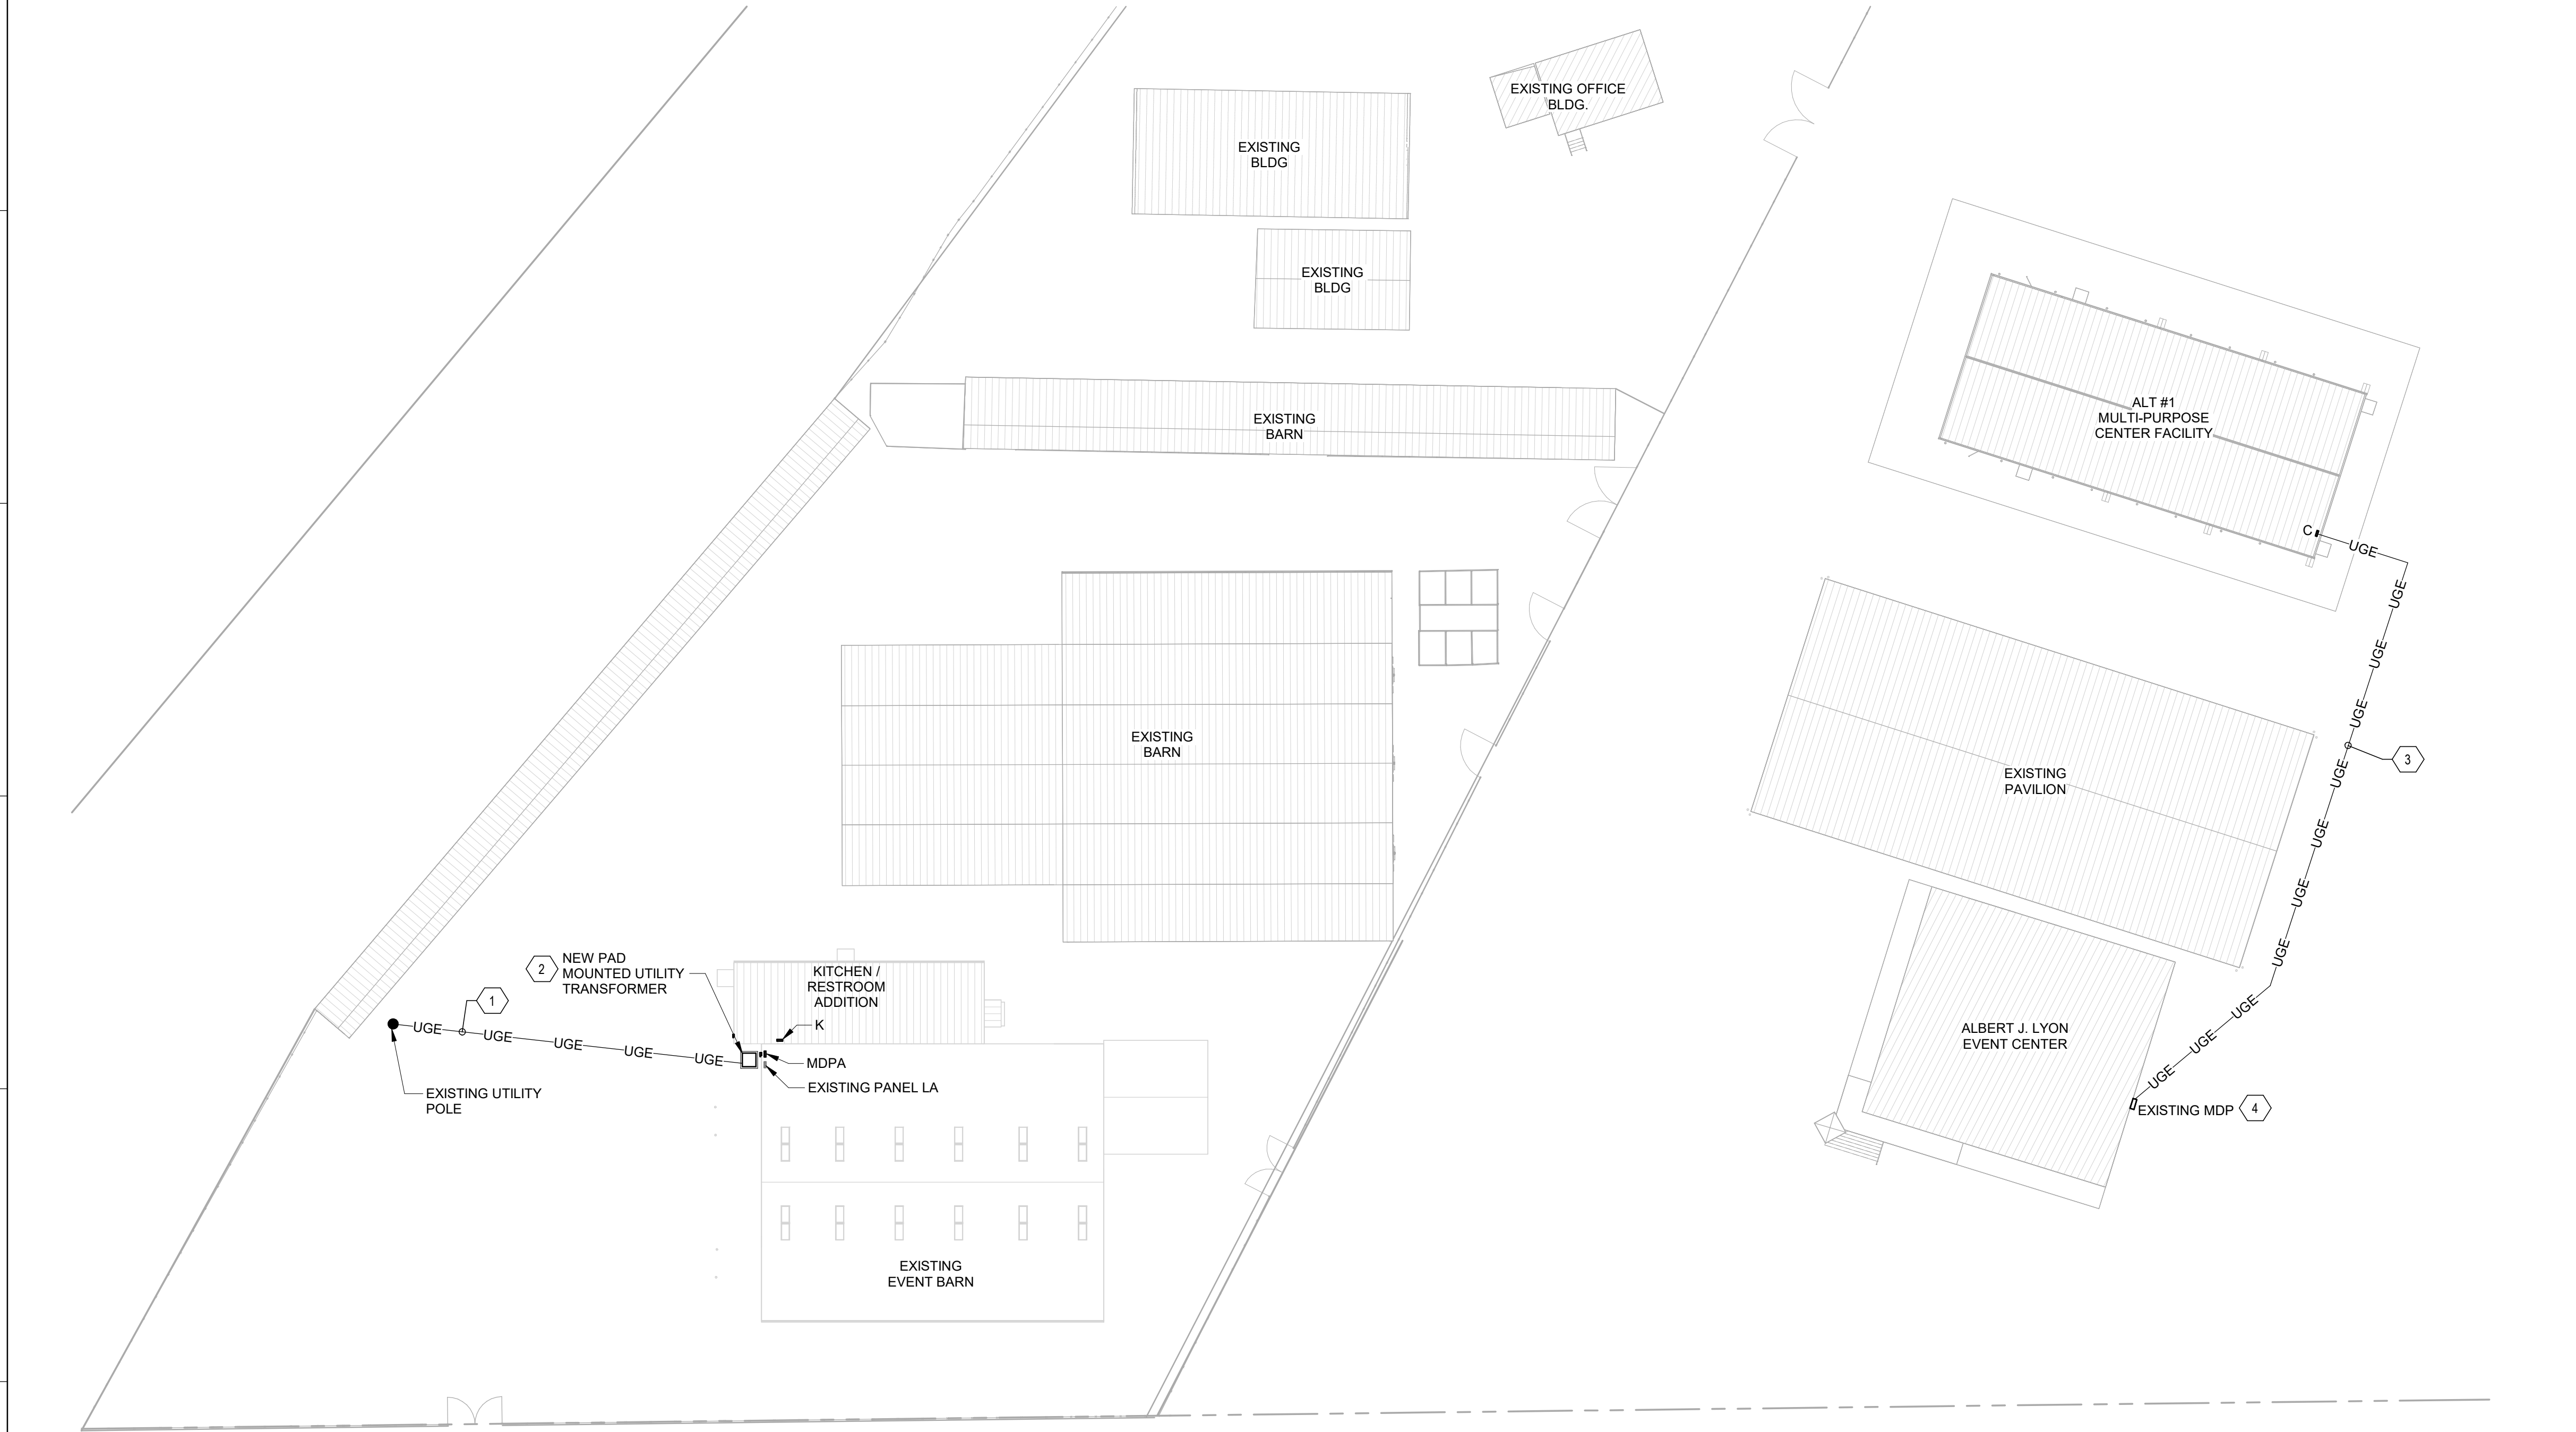 EXISTING OFFICE
BLDG.
EXISTING
BLDG
EXISTING
BLDG
EXISTING
BARN
ALT #1
MULTI-PURPOSE
CENTER FACILITY
C
UGE
UGE
UGE
UGE
3
UGE
UGE
UGE
UGE
UGE
UGE
UGE
EXISTING MDP
4
EXISTING
PAVILION
ALBERT J. LYON
EVENT CENTER
EXISTING
BARN
2
NEW PAD
MOUNTED UTILITY
TRANSFORMER
KITCHEN /
RESTROOM
ADDITION
1
K
UGE
UGE
UGE
UGE
UGE
MDPA
EXISTING PANEL LA
EXISTING UTILITY
POLE
EXISTING
EVENT BARN